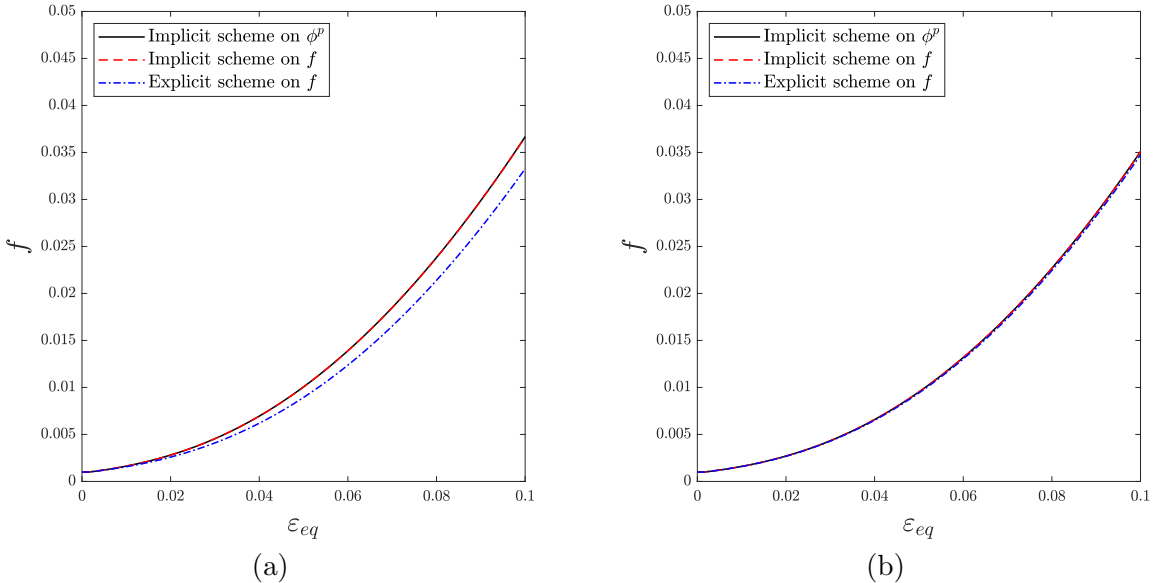 0.05
0.045
0.04
0.035
0.03
0.025
0.02
0.015
0.01
0.005
0
f
Implicit scheme on ϕᵖ
Implicit scheme on f
Explicit scheme on f
0 0.02 0.04 0.06 0.08 0.1
εₑq
(a)
0.05
0.045
0.04
0.035
0.03
0.025
0.02
0.015
0.01
0.005
0
f
Implicit scheme on ϕᵖ
Implicit scheme on f
Explicit scheme on f
0 0.02 0.04 0.06 0.08 0.1
εₑq
(b)